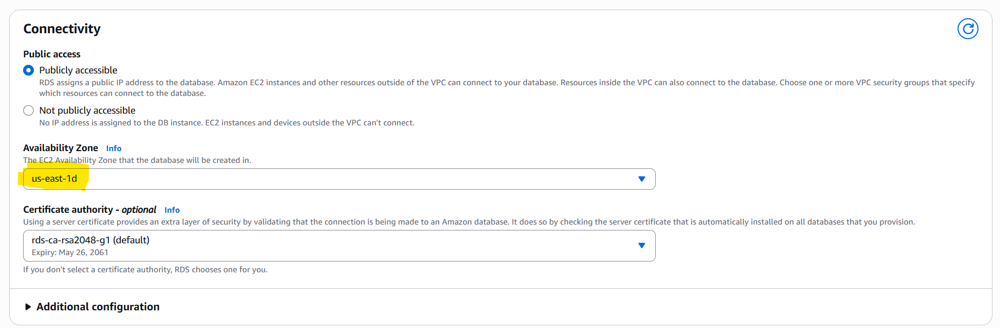 Connectivity
Public access
Publicly accessible
RDS assigns a public IP address to the database. Amazon EC2 instances and other resources outside of the VPC can connect to your database. Resources inside the VPC can also connect to the database. Choose one or more VPC security groups that specify
which resources can connect to the database.
Not publicly accessible
No IP address is assigned to the DB instance. EC2 instances and devices outside the VPC can't connect.
Availability Zone Info
The EC2 Availability Zone that the database will be created in.
us-east-1d
Certificate authority - optional Info
Using a server certificate provides an extra layer of security by validating that the connection is being made to an Amazon database. It does so by checking the server certificate that is automatically installed on all databases that you provision.
rds-ca-rsa2048-g1 (default)
Expiry: May 26, 2061
If you don't select a certificate authority, RDS chooses one for you.
Additional configuration